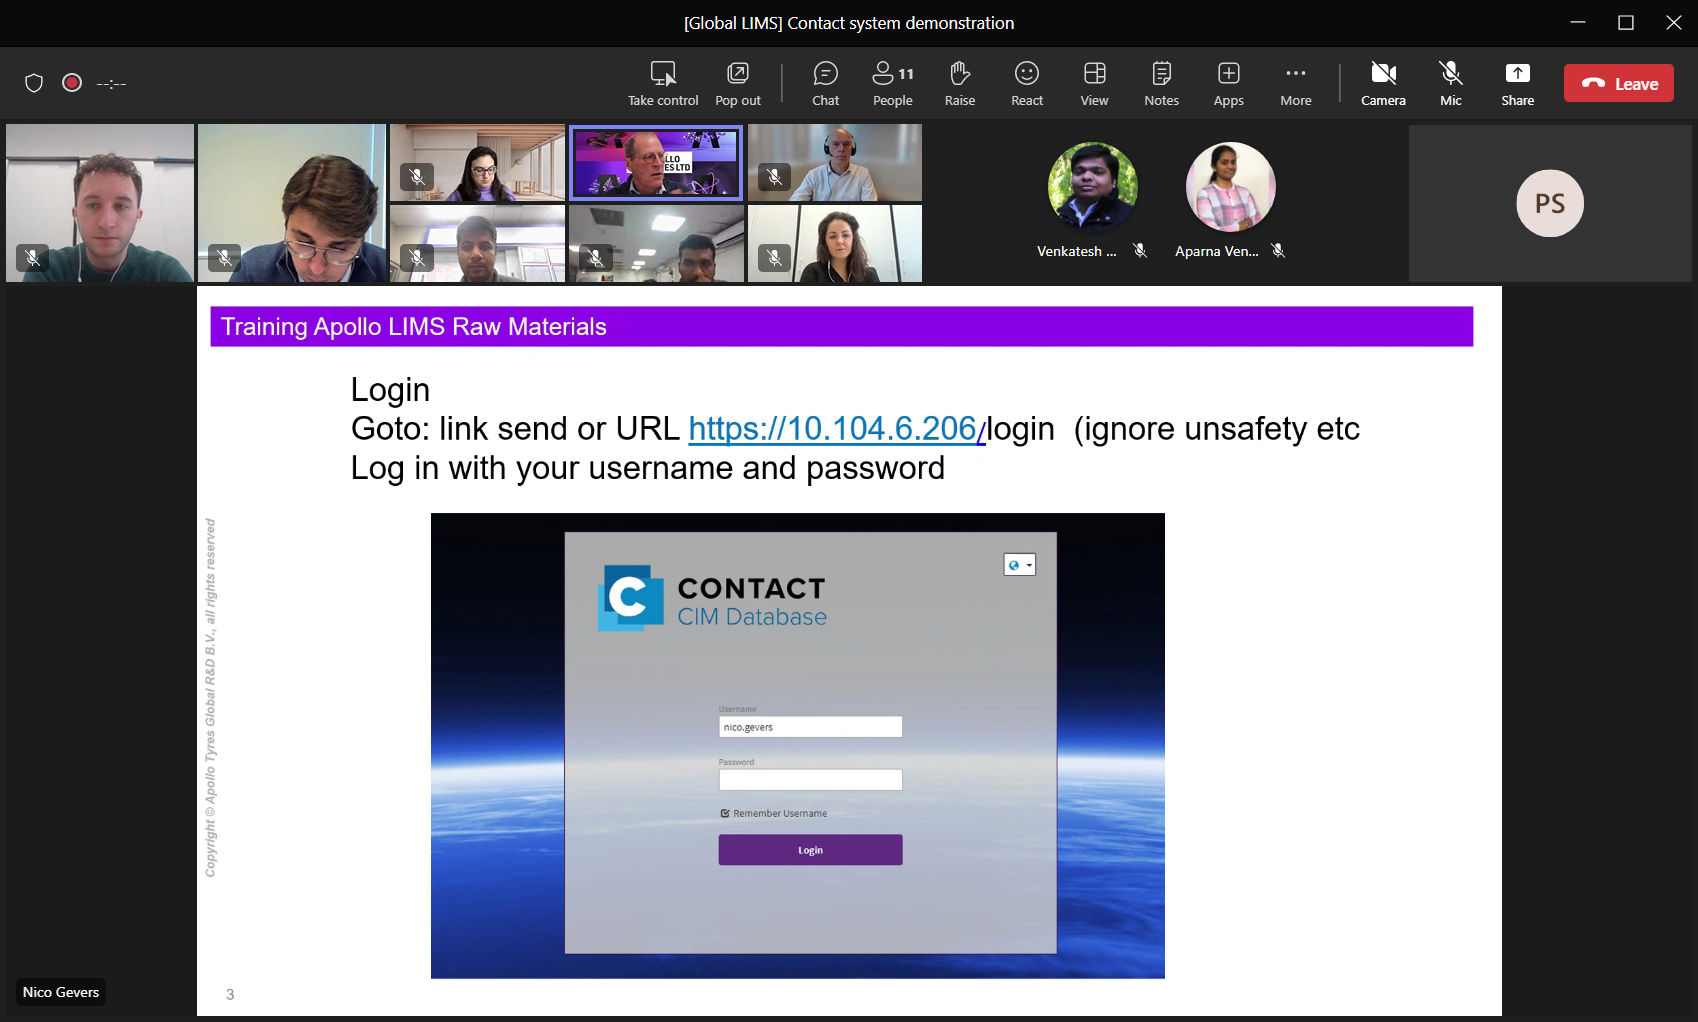 [Global LIMS] Contact system demonstration
--:--
Take control
Pop out
Chat
11
People
Raise
React
View
Notes
Apps
More
Camera
Mic
Share
Leave
LLO
ES LTD
Venkatesh ...
Aparna Ven...
PS
Training Apollo LIMS Raw Materials
Login
Goto: link send or URL https://10.104.6.206/login (ignore unsafety etc
Log in with your username and password
C CONTACT
CIM Database
Username
nico.gevers
Password
Remember Username
Login
Copyright © Apollo Tyres Global R&D B.V., all rights reserved
Nico Gevers
3